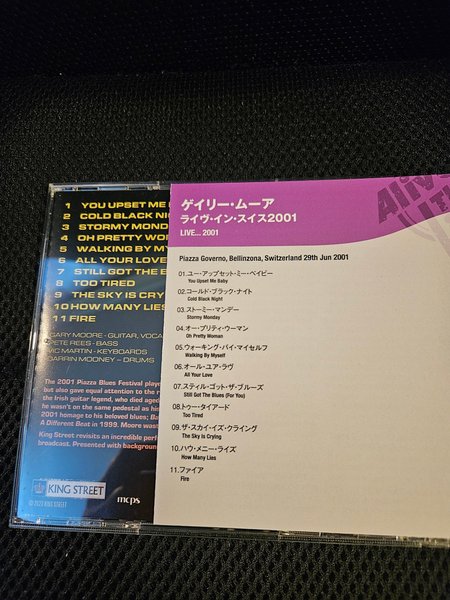 1 YOU UPSET ME
2 COLD BLACK
3 STORMY MOND
4 OH PRETTY WO
5 WALKING BY M
6 ALL YOUR LOVE
7 STILL GOT THE B
8 TOO TIRED
9 THE SKY IS CRY
10 HOW MANY LIES
11 FIRE
GARY MOORE - GUITAR, VOCA
PETE REES - BASS
VIC MARTIN - KEYBOARDS
DARRIN MOONEY - DRUMS
The 2001 Piazza Blues Festival playe
but also gave equal attention to the
the Irish guitar legend, who died aged
he wasn't on the same pedestal as his
2001 homage to his beloved blues; Ba
A Different Beat in 1999. Moore wast
King Street revisits an incredible perf
broadcast. Presented with background
KING STREET
KING STREET
mcps
Alive
ゲイリー・ムーア
ライヴ・イン・スイス2001
LIVE... 2001
Piazza Governo, Bellinzona, Switzerland 29th Jun 2001
01.ユー・アップセット・ミー・ベイビー
You Upset Me Baby
02.コールド・ブラック・ナイト
Cold Black Night
03.ストーミー・マンデー
Stormy Monday
04.オー・プリティ・ウーマン
Oh Pretty Woman
05.ウォーキング・バイ・マイセルフ
Walking By Myself
06.オール・ユア・ラヴ
All Your Love
07.スティル・ゴット・ザ・ブルーズ
Still Got The Blues (For You)
08.トゥー・タイアード
Too Tired
09.ザ・スカイ・イズ・クライング
The Sky is Crying
10.ハウ・メニー・ライズ
How Many Lies
11.ファイア
Fire